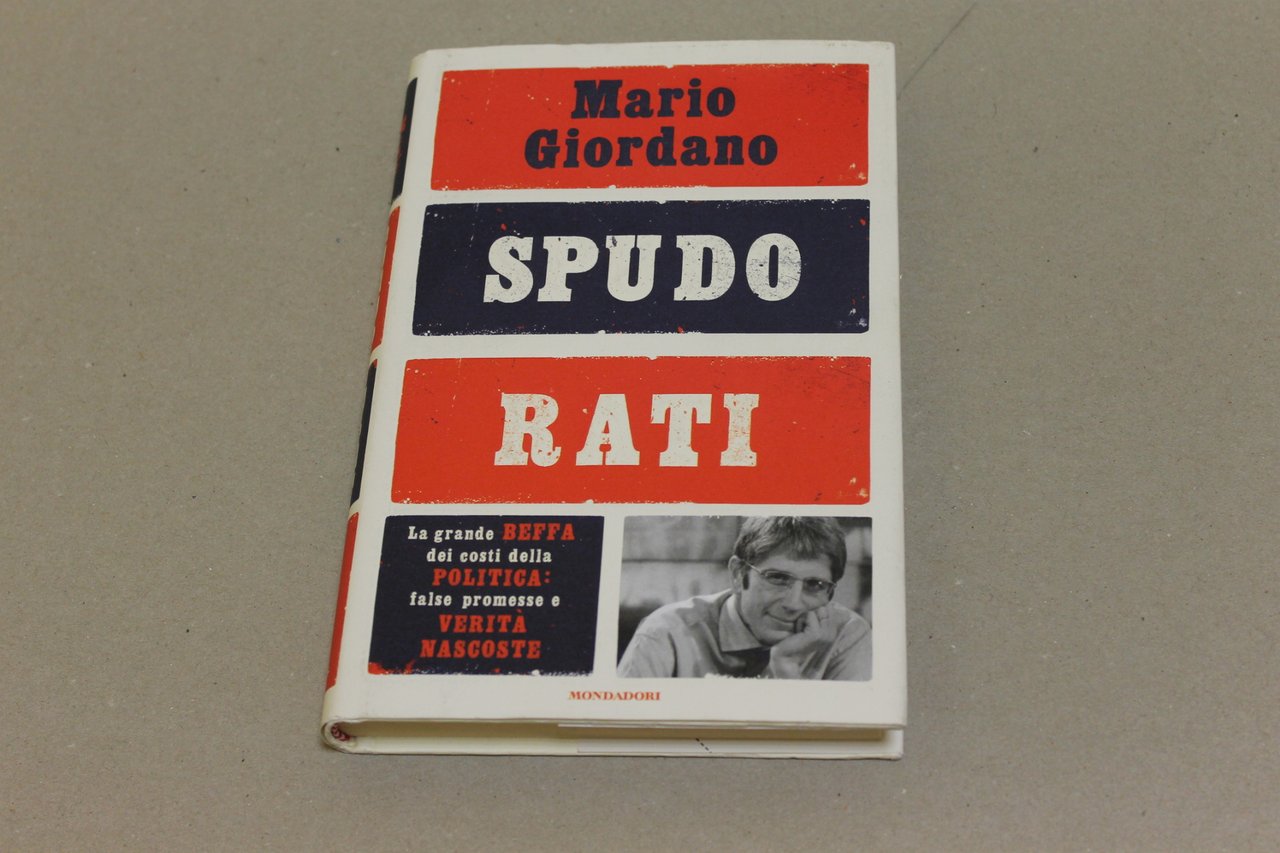 Mario
Giordano
SPUDO
RATI
La grande BEFFA
dei costi della
POLITICA:
false promesse e
VERITÀ
NASCOSTE
MONDADORI